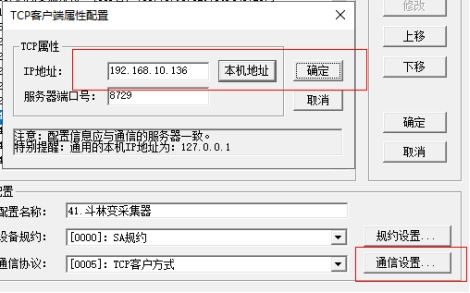 TCP客户端属性配置
TCP属性
IP地址： 192.168.10.136 本机地址 确定
服务器端口号： 8729 取消
注意：配置信息应与通信的服务器一致。
特别提醒：通用的本机IP地址为：127.0.0.1
修改
上移
下移
确定
取消
配置名称： 41.斗林变采集器
设备规约： [0000]：SA规约 规约设置...
通信协议： [0005]：TCP客户方式 通信设置...